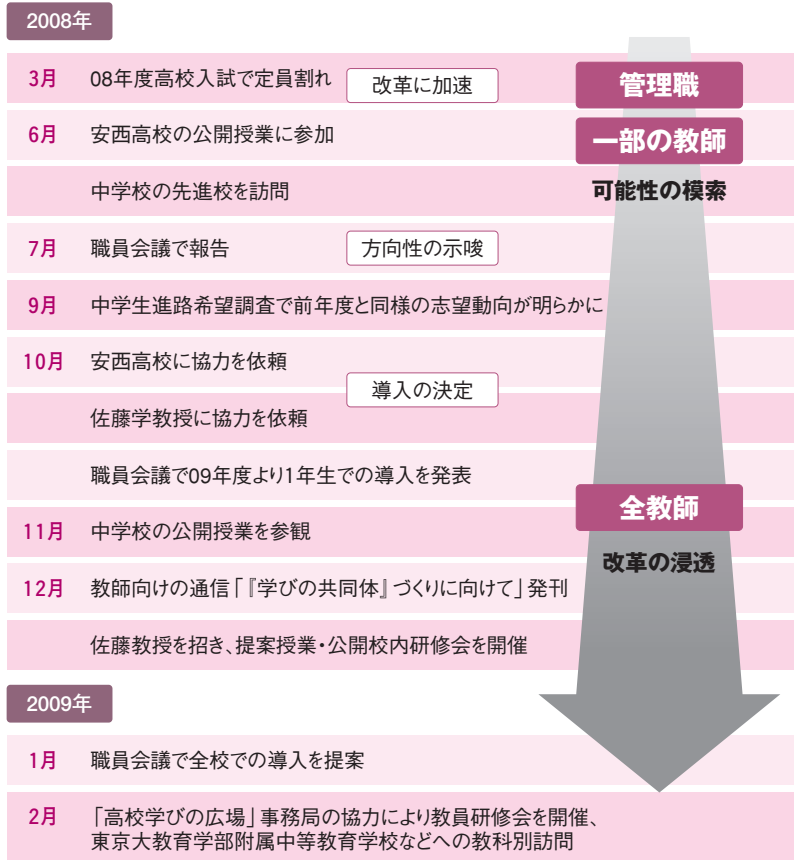 2008年
3月 08年度高校入試で定員割れ 改革に加速 管理職
6月 安西高校の公開授業に参加 一部の教師
中学校の先進校を訪問 可能性の模索
7月 職員会議で報告 方向性の示唆
9月 中学生進路希望調査で前年度と同様の志望動向が明らかに
10月 安西高校に協力を依頼
導入の決定
佐藤学教授に協力を依頼
職員会議で09年度より1年生での導入を発表
全教師
11月 中学校の公開授業を参観
改革の浸透
12月 教師向けの通信「『学びの共同体』づくりに向けて」発刊
佐藤教授を招き、提案授業・公開校内研修会を開催
2009年
1月 職員会議で全校での導入を提案
2月 「高校学びの広場」事務局の協力により教員研修会を開催、
東京大教育学部附属中等教育学校などへの教科別訪問